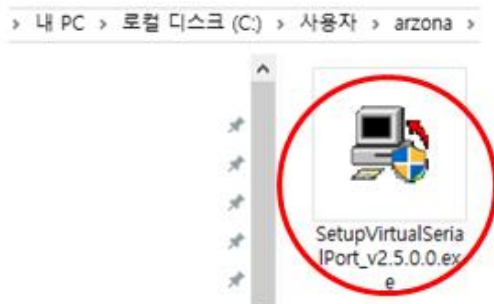 > 내 PC > 로컬 디스크 (C:) > 사용자 > arzona >
SetupVirtualSeria
lPort_v2.5.0.0.ex
e